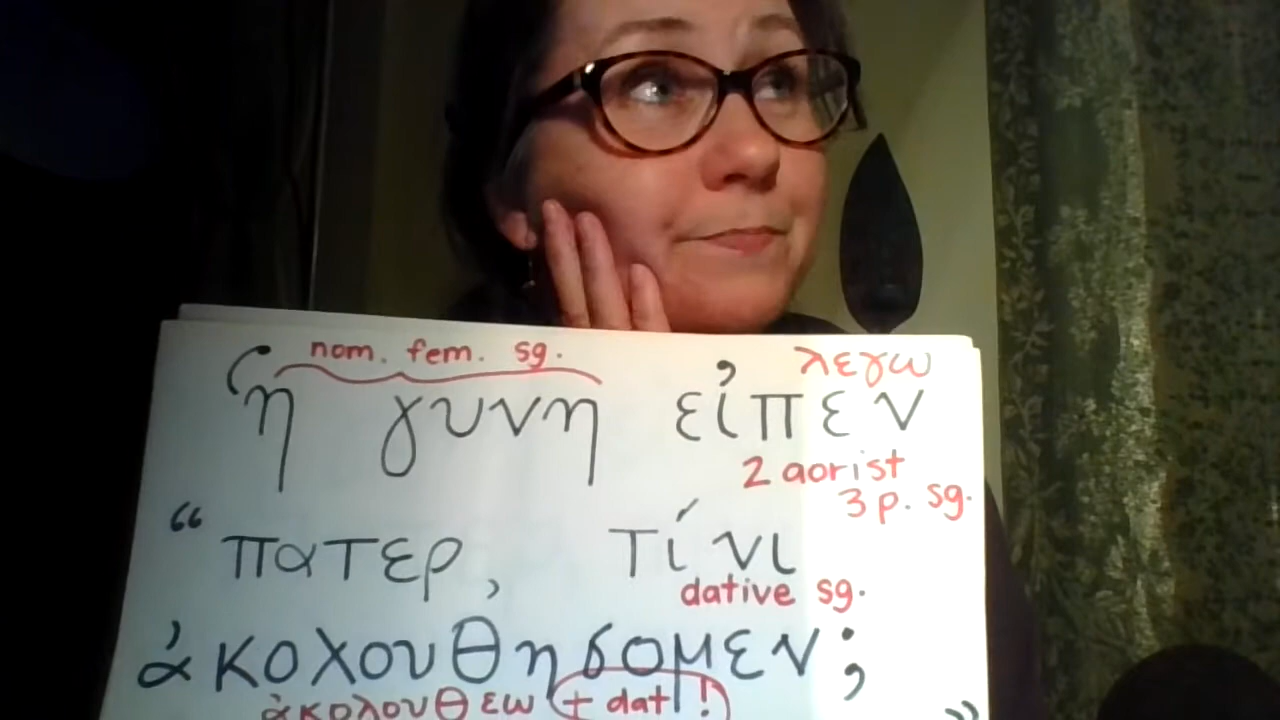 nom. fem. sg. λεγω
ἡ γυνη εἰπεν
2 aorist
3 p. sg.
“πατερ, τίνι
dative sg.
ἀκοχουθησομεν;
ἀκολουθεω + dat! ”